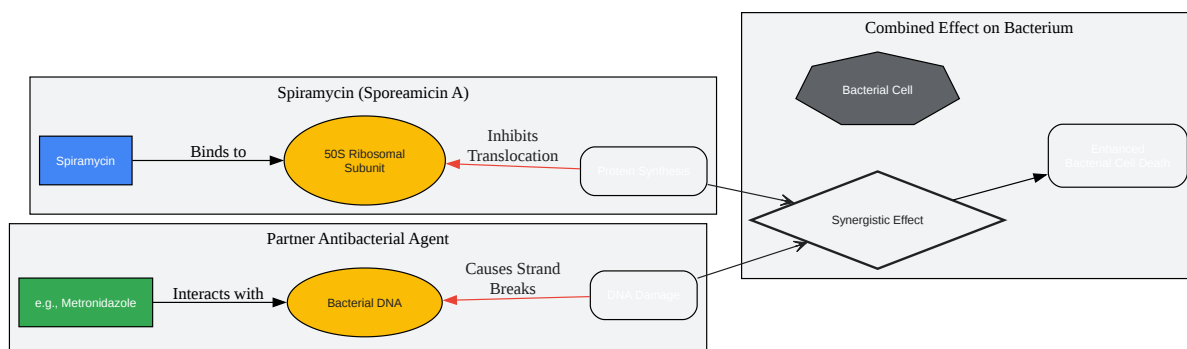 Combined Effect on Bacterium
Bacterial Cell
Spiramycin (Sporeamicin A)
Spiramycin
Binds to
50S Ribosomal
Subunit
Inhibits
Translocation
Protein Synthesis
Enhanced
Bacterial Cell Death
Synergistic Effect
Partner Antibacterial Agent
e.g., Metronidazole
Interacts with
Bacterial DNA
Causes Strand
Breaks
DNA Damage